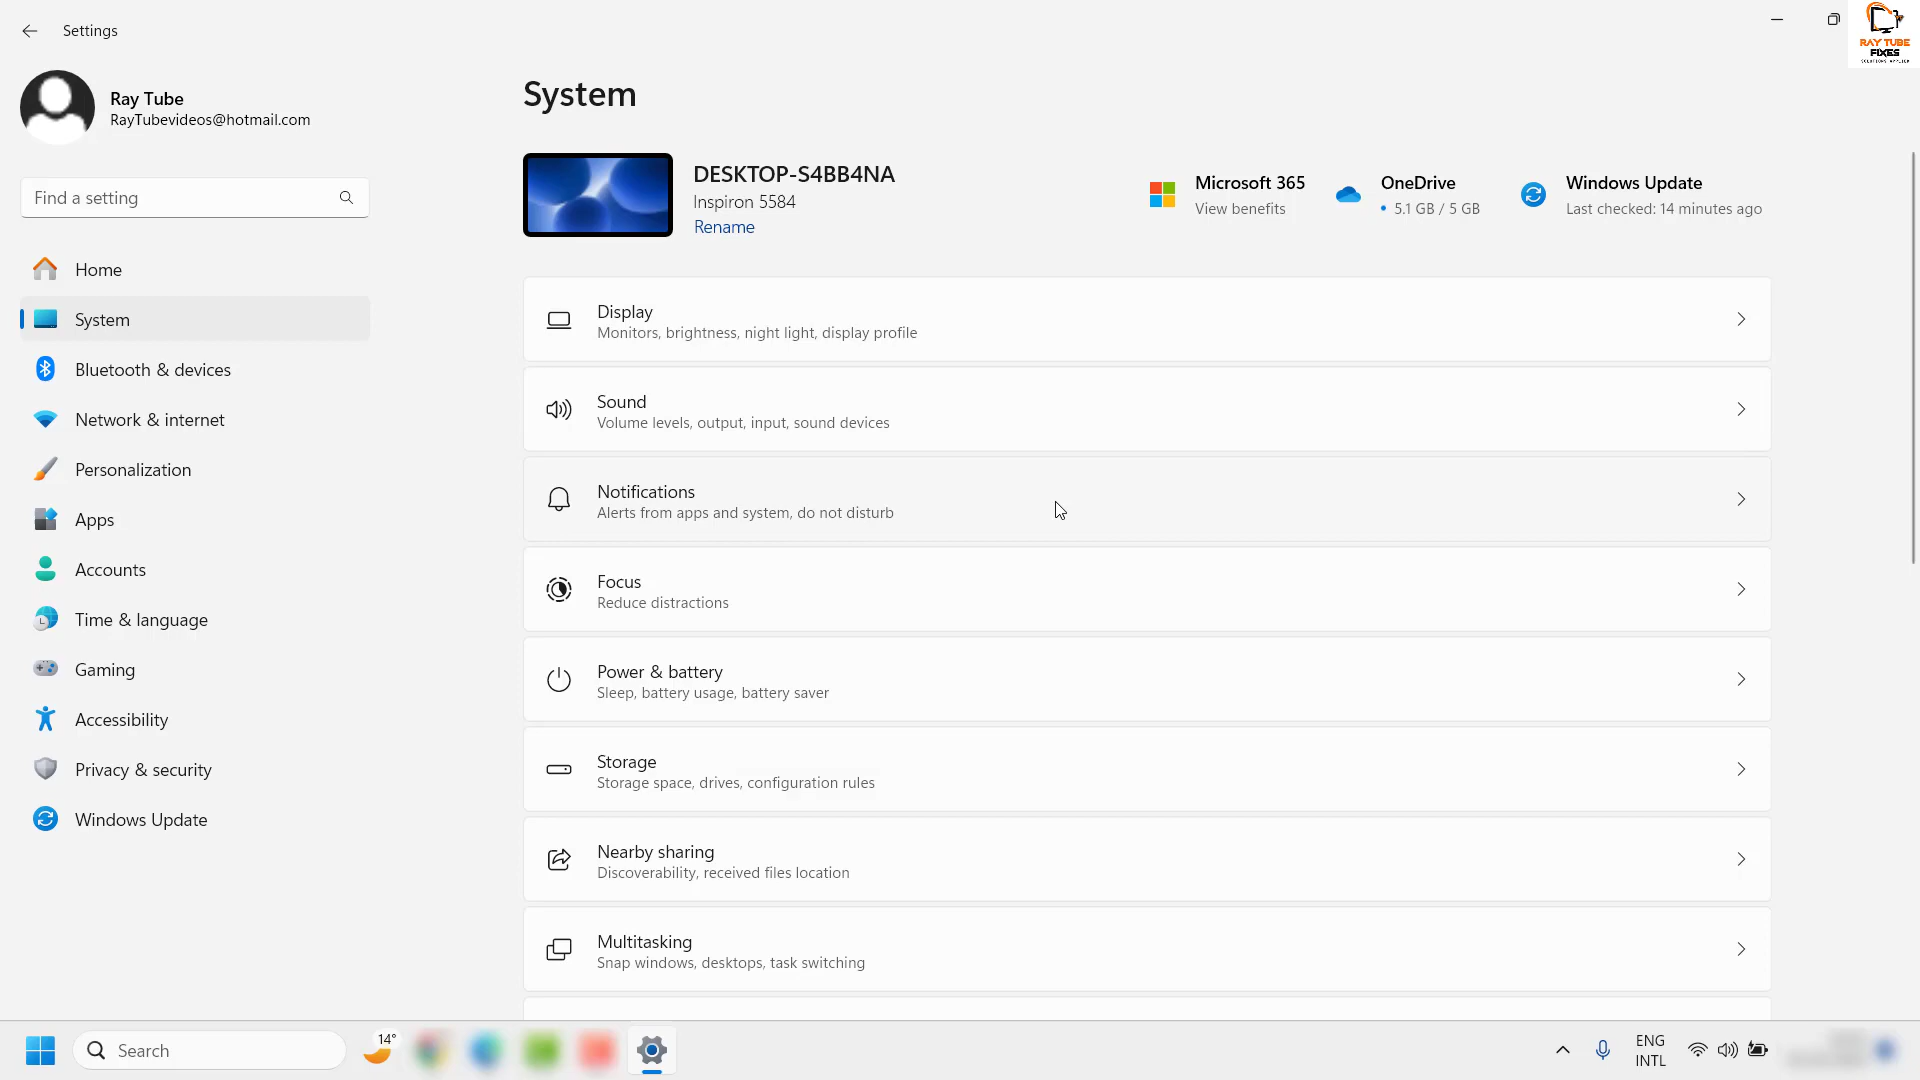 Settings
RAY TUBE
FIXES
SOLUTIONS APPLIED
Ray Tube
RayTubevideos@hotmail.com
Find a setting
Home
System
Bluetooth & devices
Network & internet
Personalization
Apps
Accounts
Time & language
Gaming
Accessibility
Privacy & security
Windows Update
System
DESKTOP-S4BB4NA
Inspiron 5584
Rename
Microsoft 365
View benefits
OneDrive
• 5.1 GB / 5 GB
Windows Update
Last checked: 14 minutes ago
Display
Monitors, brightness, night light, display profile
Sound
Volume levels, output, input, sound devices
Notifications
Alerts from apps and system, do not disturb
Focus
Reduce distractions
Power & battery
Sleep, battery usage, battery saver
Storage
Storage space, drives, configuration rules
Nearby sharing
Discoverability, received files location
Multitasking
Snap windows, desktops, task switching
Search
14°
ENG
INTL